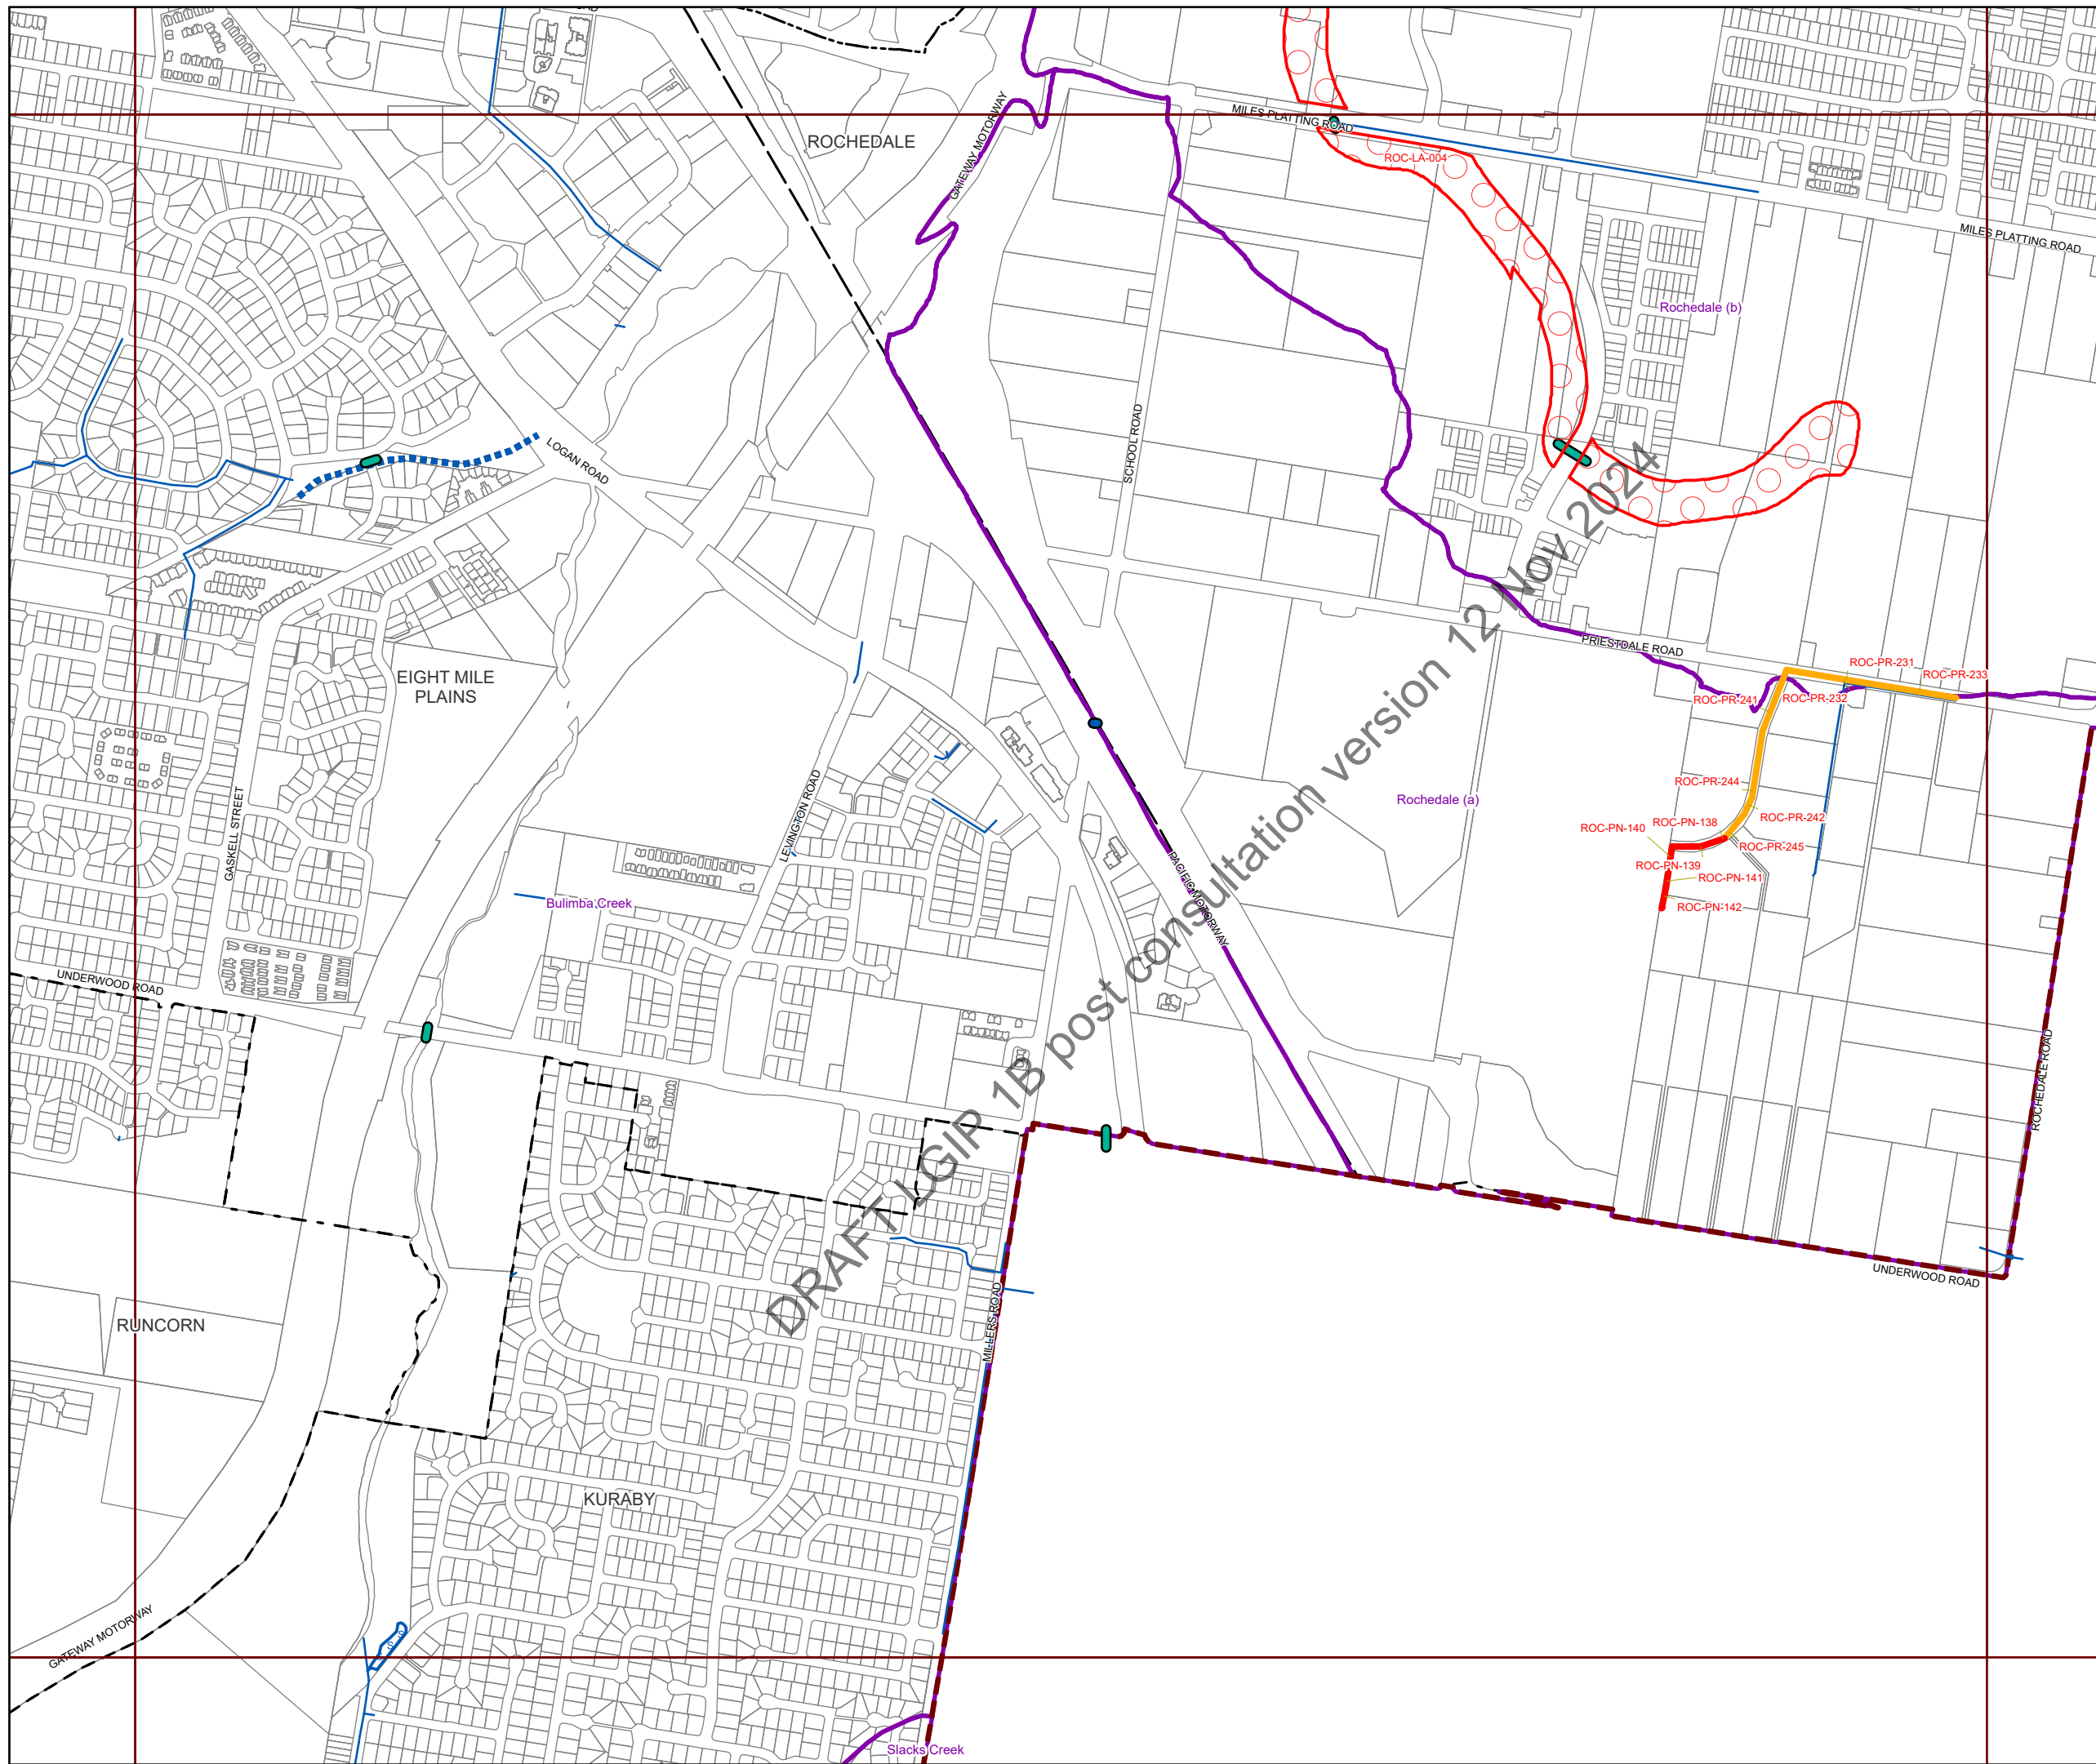 ROCHEDALE
GATEWAY MOTORWAY
MILES PLATTING ROAD
ROC-LA-004
MILES PLATTING ROAD
Rochedale (b)
SCHOOL ROAD
LOGAN ROAD
EIGHT MILE
PLAINS
PRIESTDALE ROAD
ROC-PR-231
ROC-PR-233
ROC-PR-241
ROC-PR-232
ROC-PR-244
ROC-PR-242
ROC-PN-138
ROC-PN-140
ROC-PR-245
ROC-PN-139
ROC-PN-141
ROC-PN-142
Rochedale (a)
GASKELL STREET
LEVINGTON ROAD
PACIFIC MOTORWAY
Bulimba Creek
UNDERWOOD ROAD
ROCHEDALE ROAD
DRAFT LGIP 1B post consultation version 12 Nov 2024
UNDERWOOD ROAD
RUNCORN
MILLERS ROAD
KURABY
GATEWAY MOTORWAY
Slacks Creek